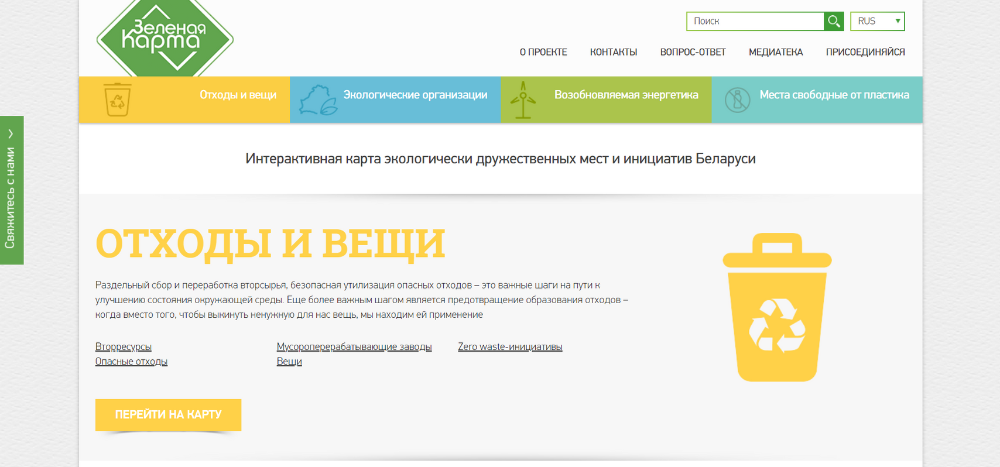 Зеленая
карта
Поиск
RUS
О ПРОЕКТЕ
КОНТАКТЫ
ВОПРОС-ОТВЕТ
МЕДИАТЕКА
ПРИСОЕДИНЯЙСЯ
Отходы и вещи
Экологические организации
Возобновляемая энергетика
Места свободные от пластика
Свяжитесь с нами
Интерактивная карта экологически дружественных мест и инициатив Беларуси
ОТХОДЫ И ВЕЩИ
Раздельный сбор и переработка вторсырья, безопасная утилизация опасных отходов – это важные шаги на пути к
улучшению состояния окружающей среды. Еще более важным шагом является предотвращение образования отходов –
когда вместо того, чтобы выкинуть ненужную для нас вещь, мы находим ей применение
Вторресурсы
Опасные отходы
Мусороперерабатывающие заводы
Вещи
Zero waste-инициативы
ПЕРЕЙТИ НА КАРТУ